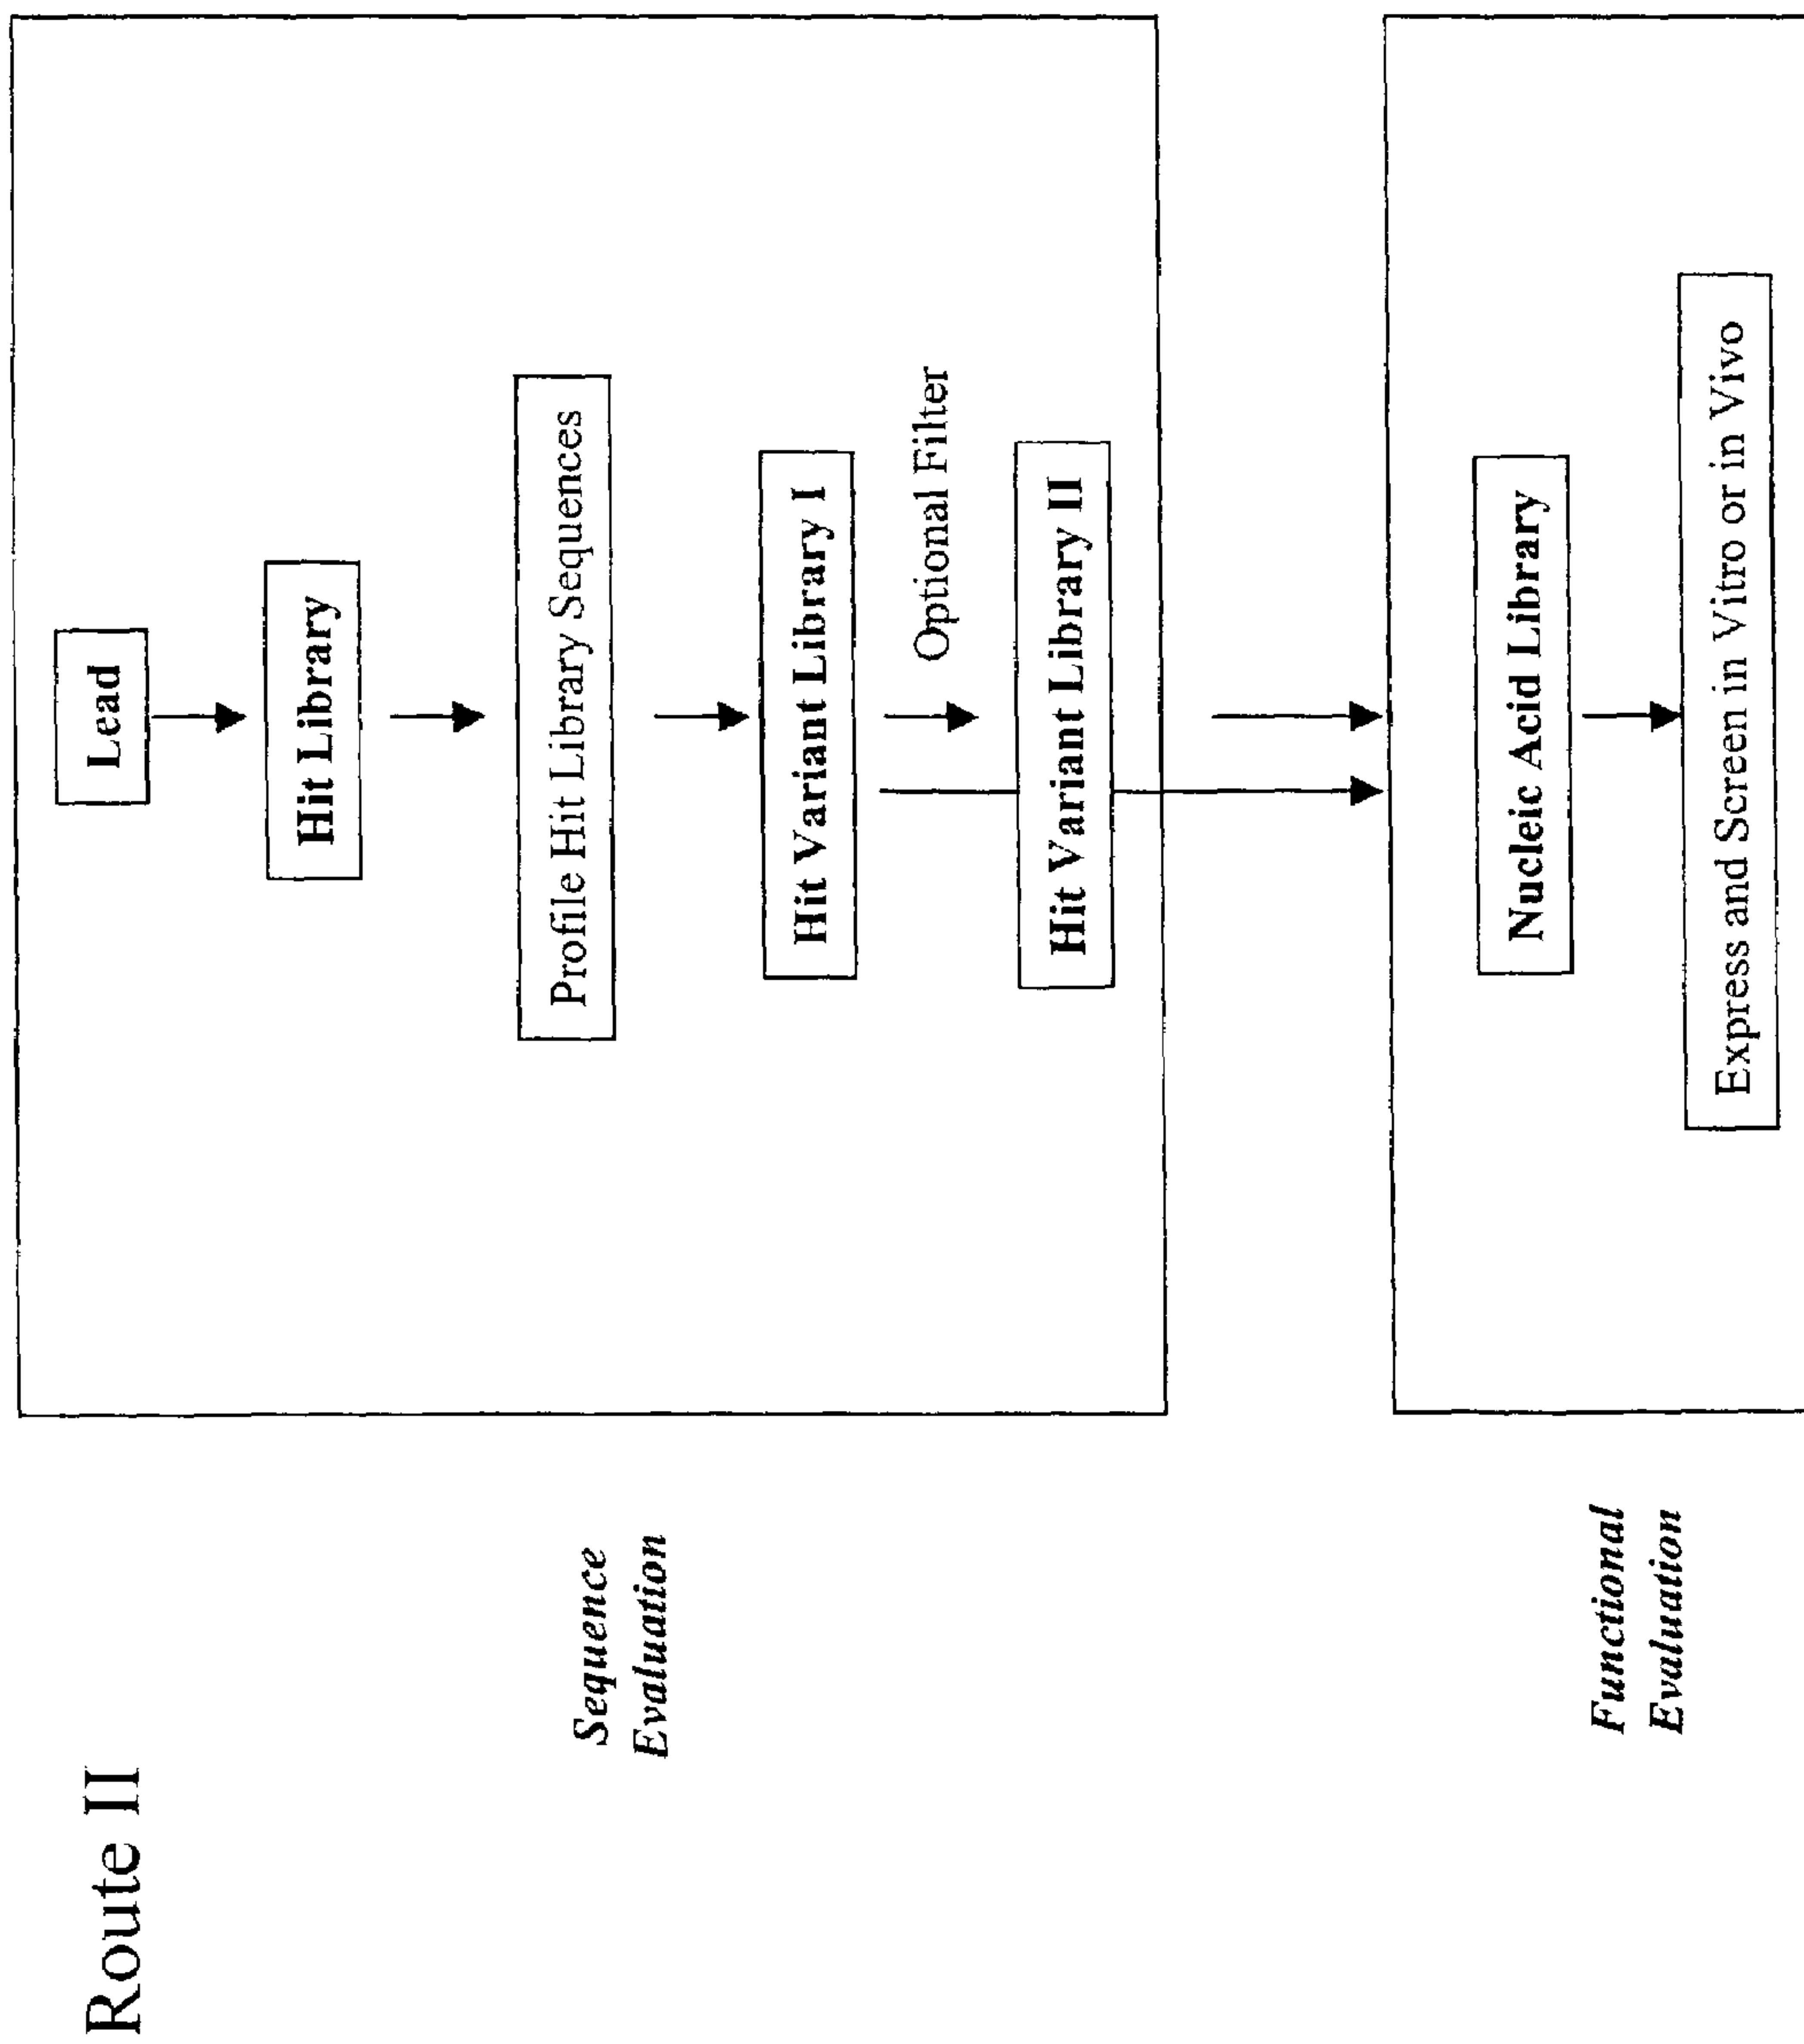 Route II
Lead
Hit Library
Sequence
Evaluation
Profile Hit Library Sequences
Hit Variant Library I
Optional Filter
Hit Variant Library II
Functional
Evaluation
Nucleic Acid Library
Express and Screen in Vitro or in Vivo